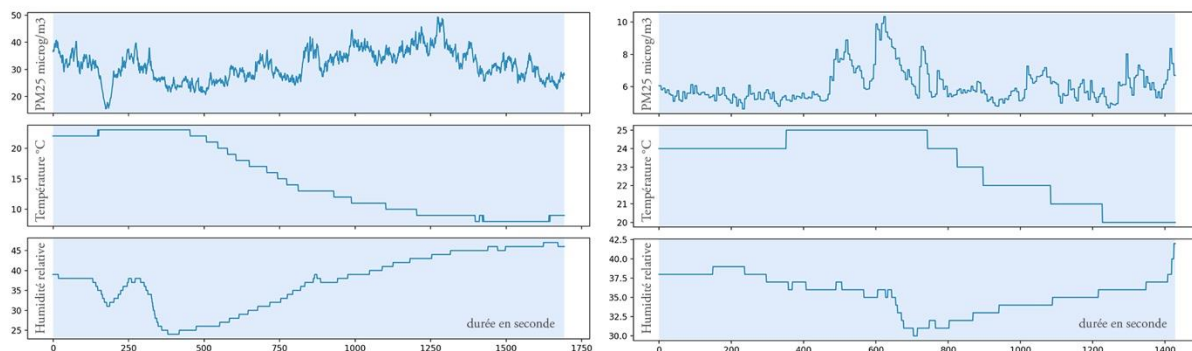 PM25 microg/m3
50
40
30
20
Température °C
20
15
10
Humidité relative
45
40
35
30
25
durée en seconde
0 250 500 750 1000 1250 1500 1750
PM25 microg/m3
10
8
6
Température °C
25
24
23
22
21
20
Humidité relative
42.5
40.0
37.5
35.0
32.5
30.0
durée en seconde
0 200 400 600 800 1000 1200 1400